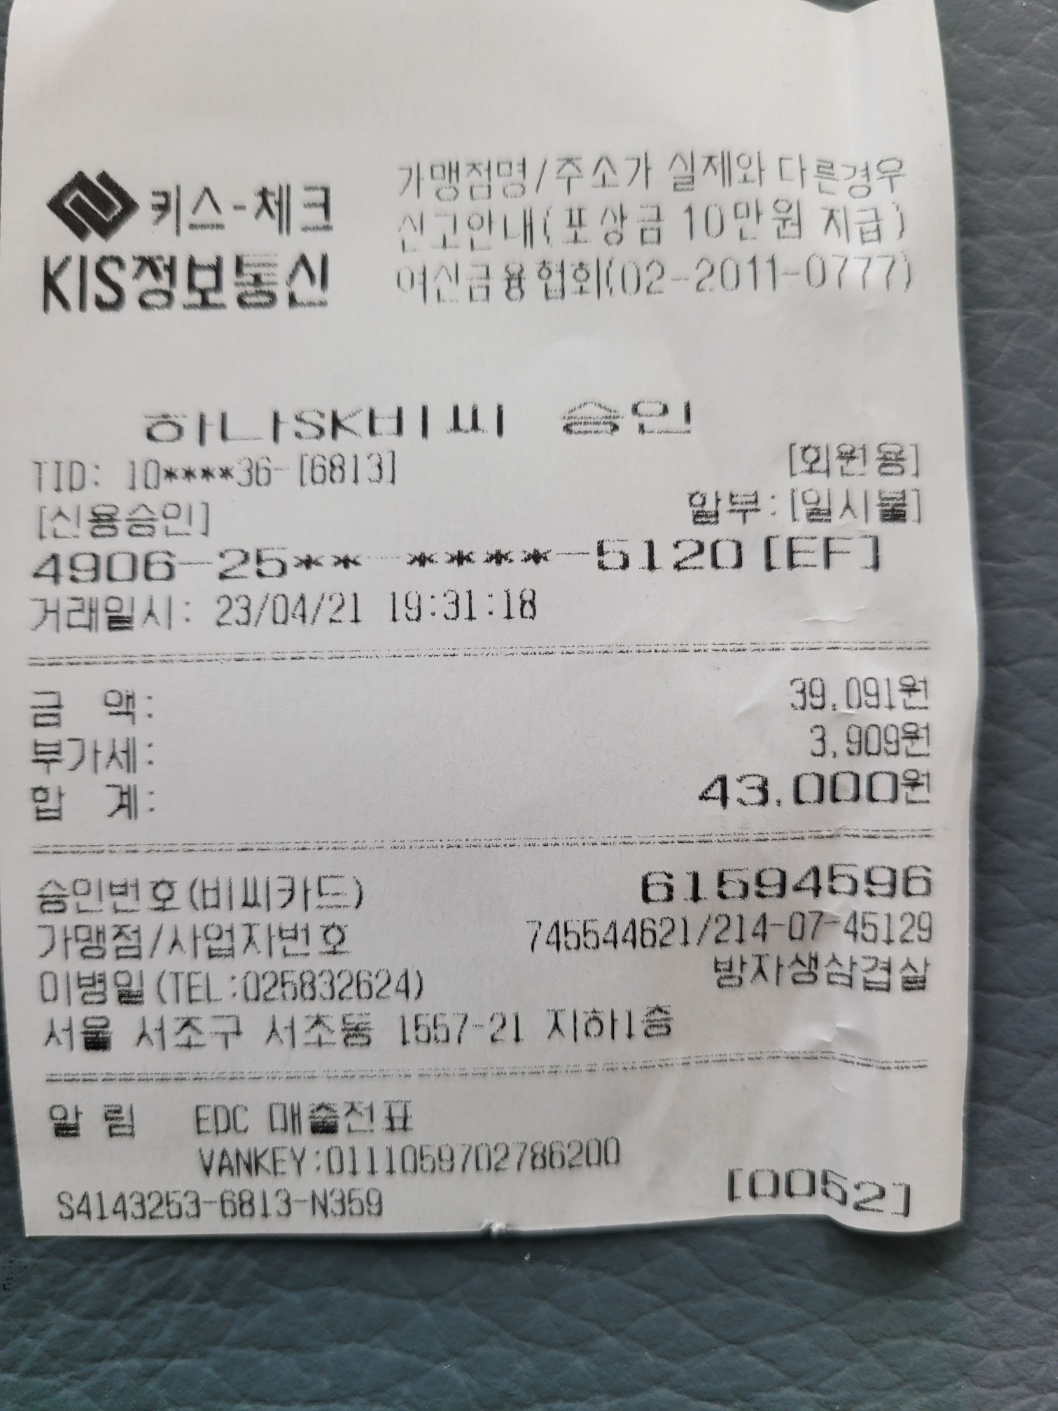 키스-체크
KIS정보통신
가맹점명/주소가 실제와 다른경우
신고안내(포상금 10만원 지급)
여신금융협회(02-2011-0777)
하나SK비씨 승인
TID: 10****36-[6813]
[회원용]
[신용승인]
할부:[일시불]
4906-25**-****-5120[EF]
거래일시: 23/04/21 19:31:18
금 액: 39,091원
부가세: 3,909원
합 계: 43,000원
승인번호(비씨카드) 61594596
가맹점/사업자번호 745544621/214-07-45129
이병일(TEL:025832624) 방자생삼겹살
서울 서초구 서초동 1557-21 지하1층
알 림 EDC 매출전표
VANKEY:0111059702786200
S4143253-6813-N359
[0052]